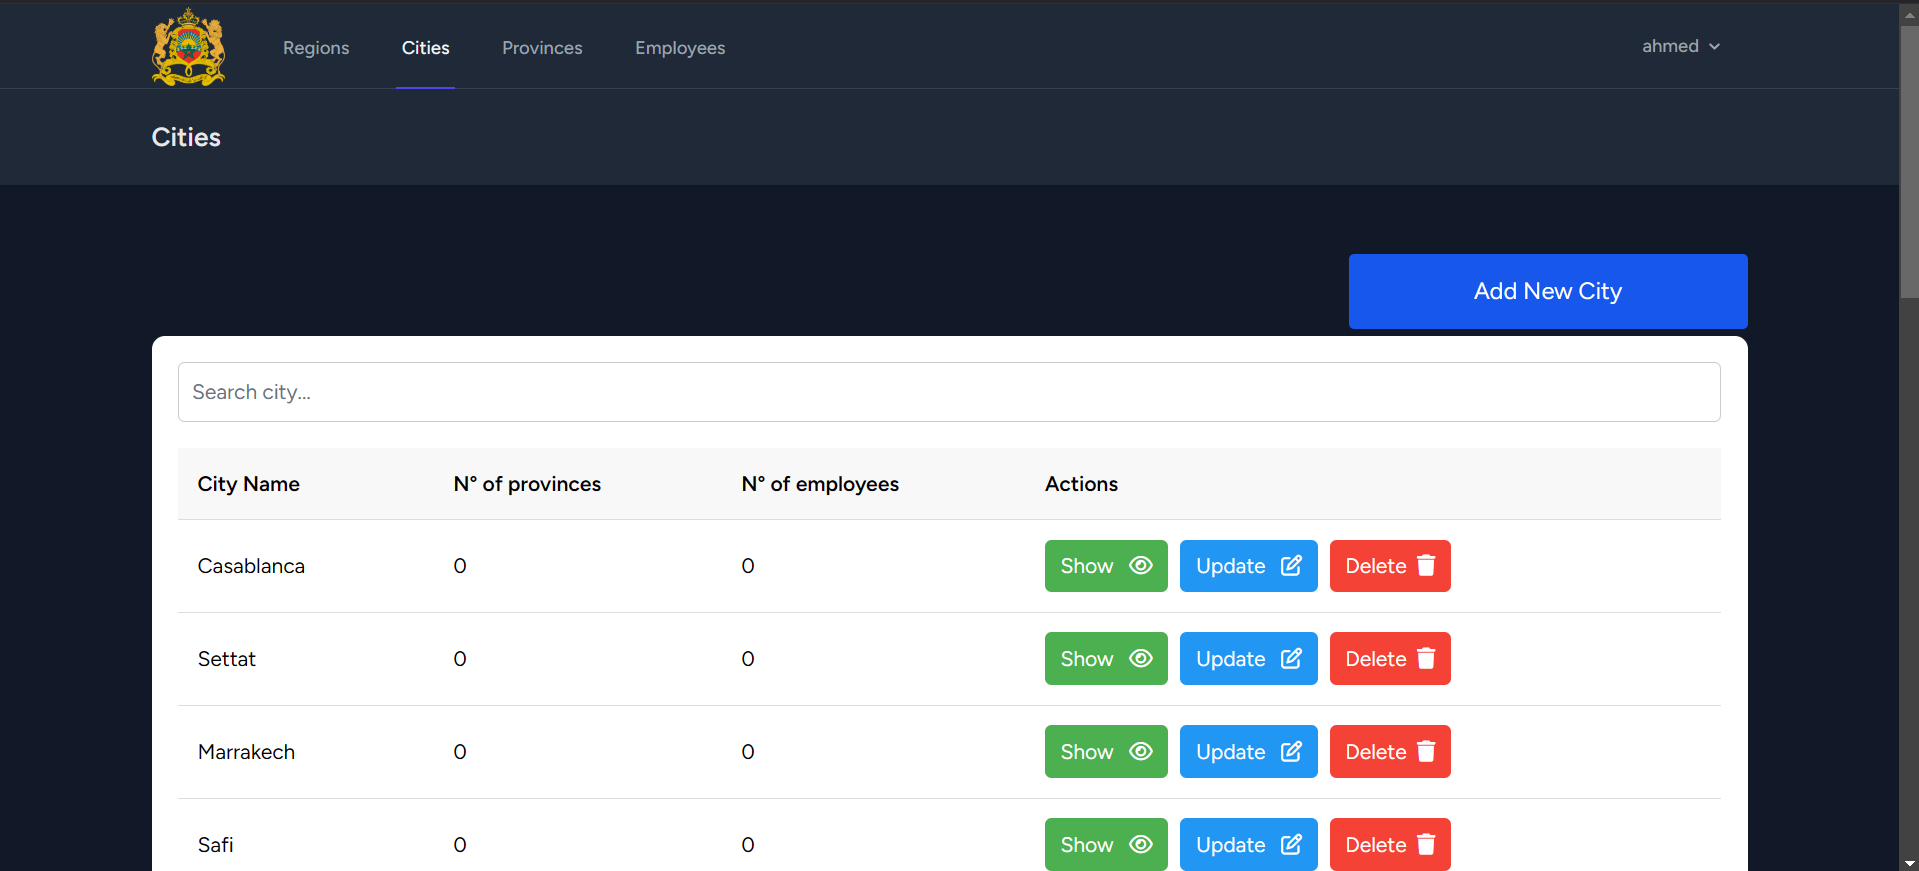 Regions Cities Provinces Employees ahmed
Cities
Add New City
Search city...
City Name N° of provinces N° of employees Actions
Casablanca 0 0 Show Update Delete
Settat 0 0 Show Update Delete
Marrakech 0 0 Show Update Delete
Safi 0 0 Show Update Delete